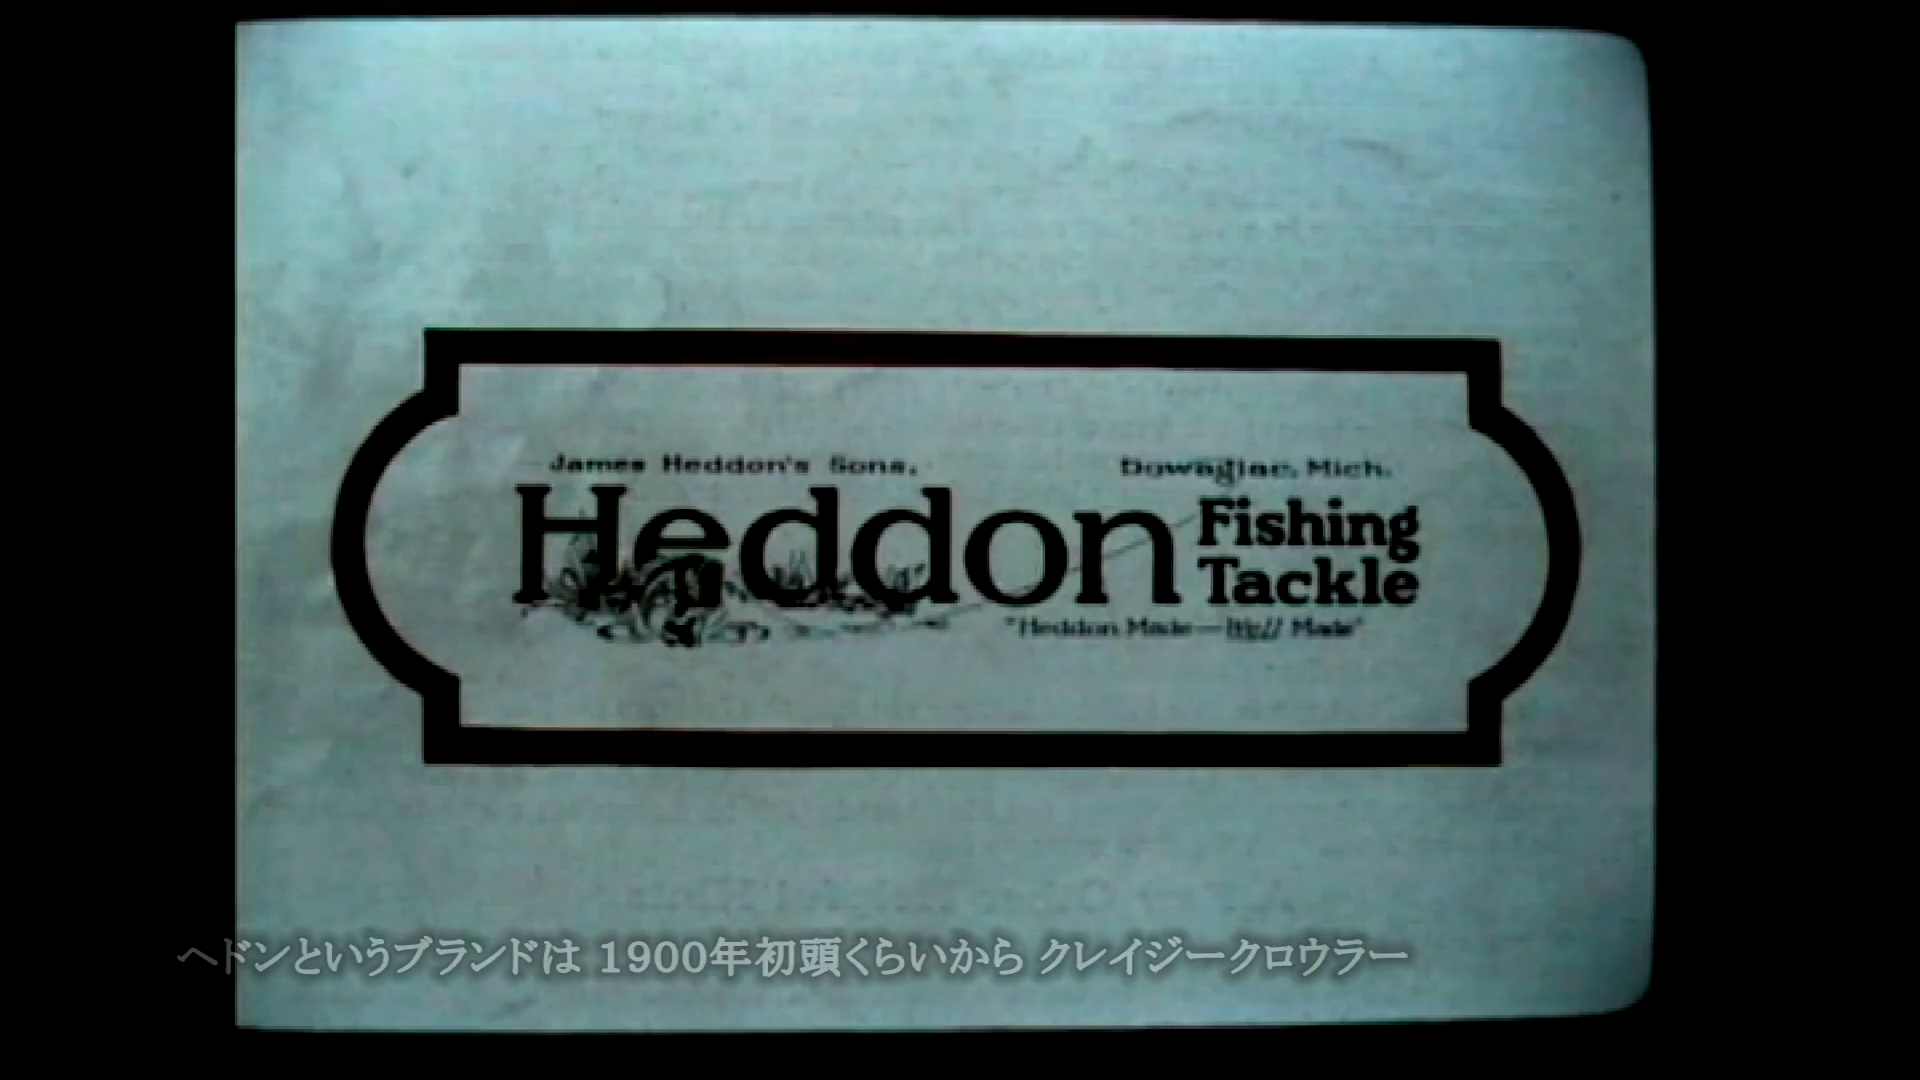 James Heddon's Sons, Dowagiac, Mich.
Heddon Fishing Tackle
"Heddon Made—Well Made"
ヘドンというブランドは 1900年初頭くらいから クレイジークロウラー